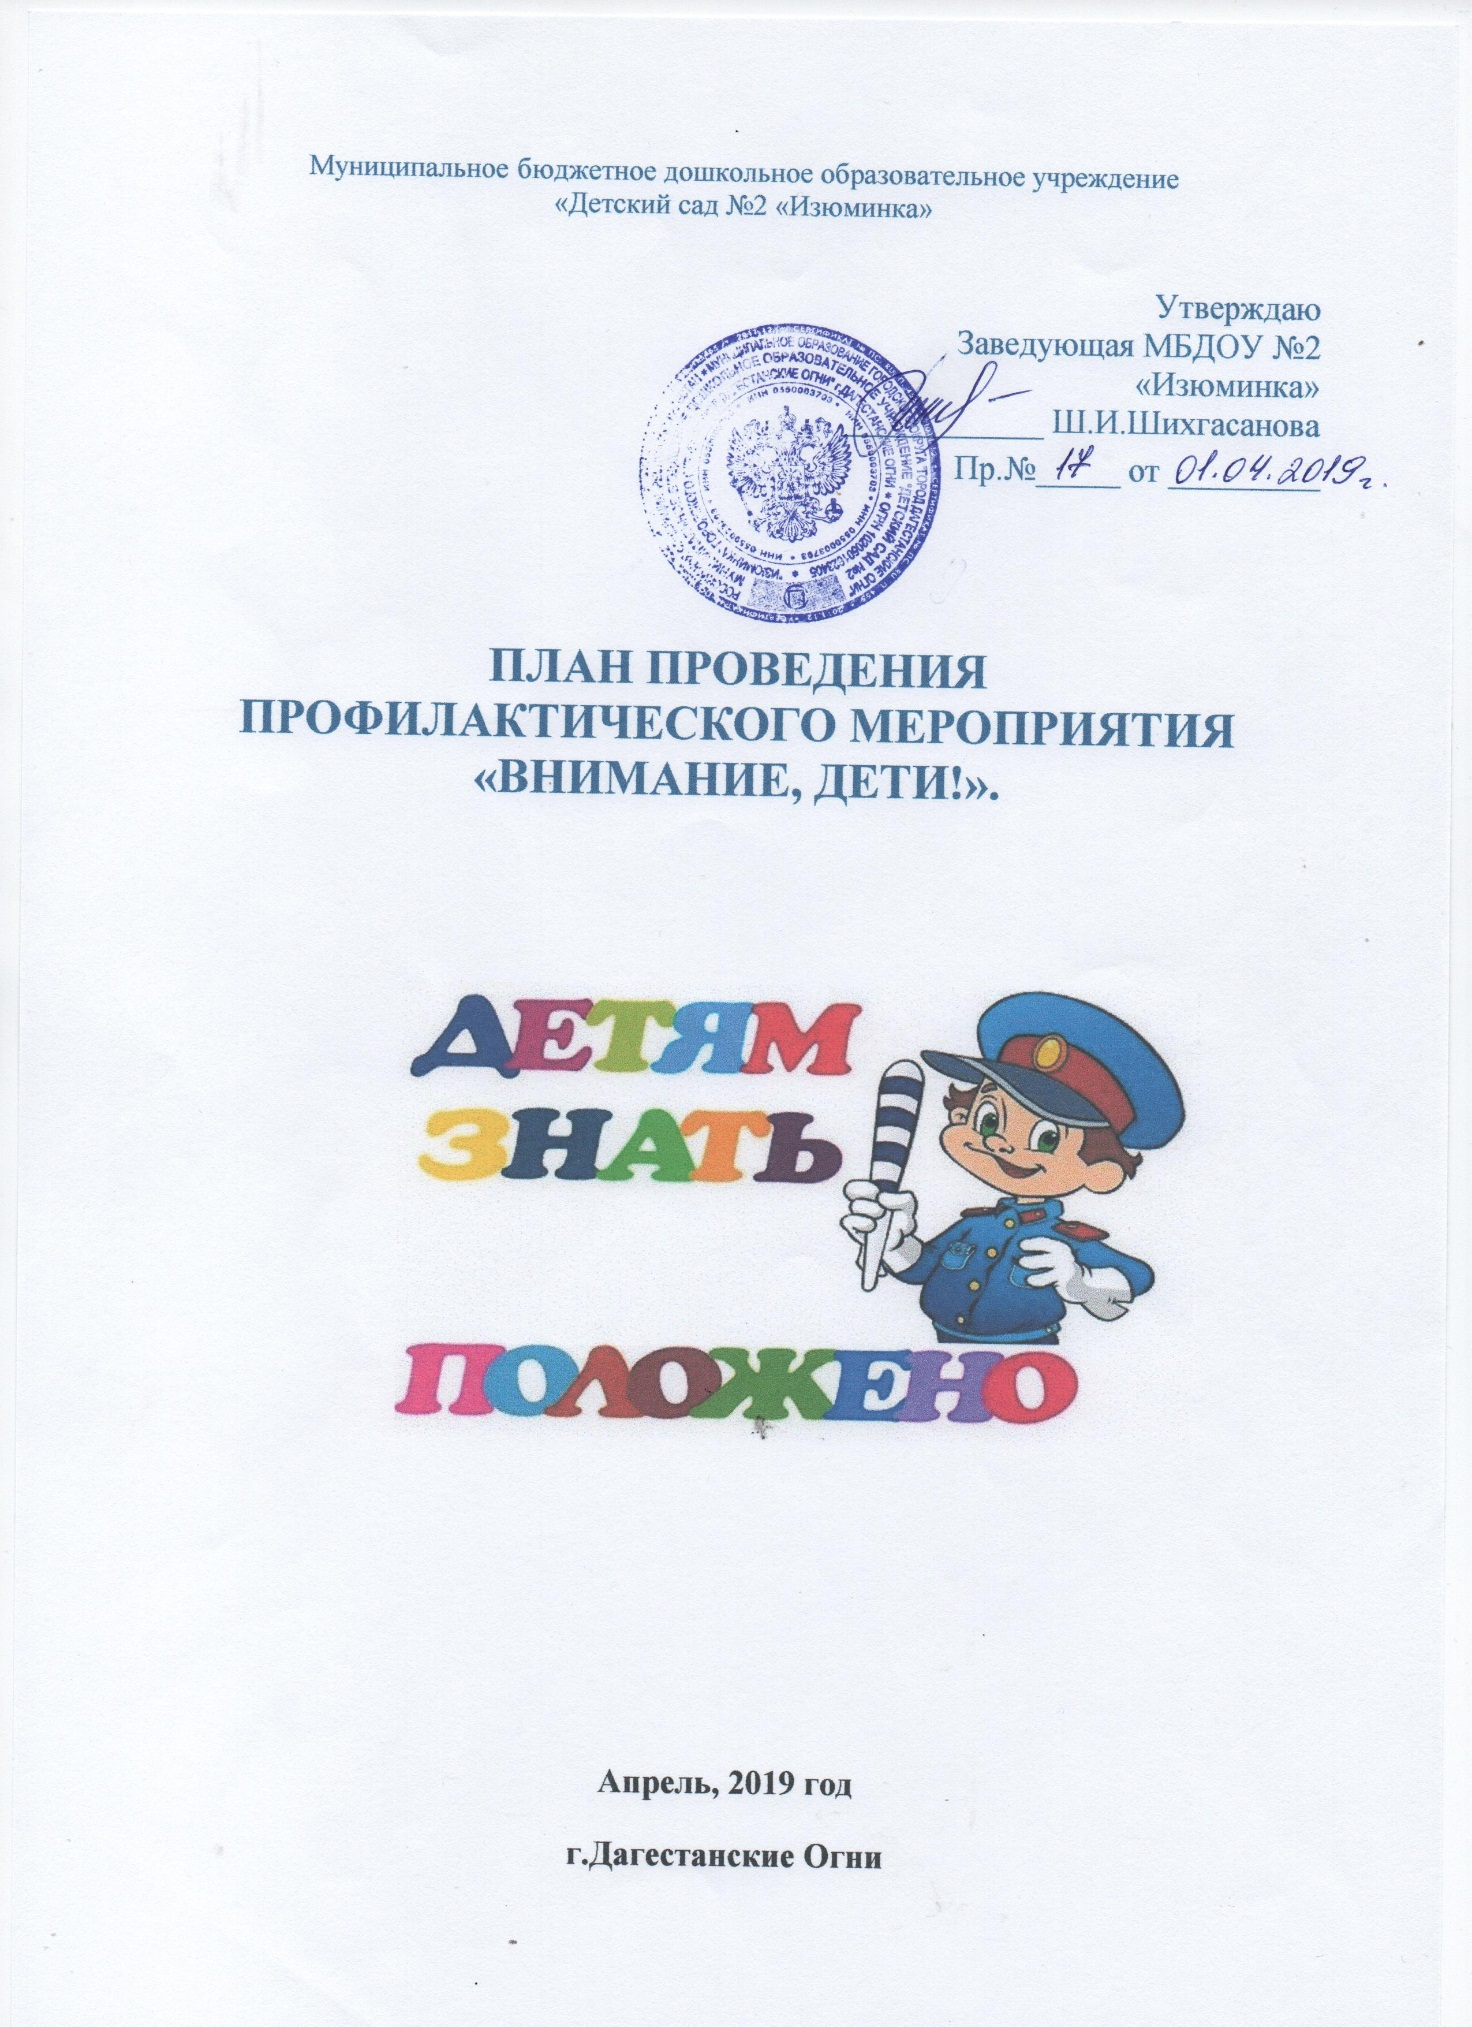 Муниципальное бюджетное дошкольное образовательное учреждение
«Детский сад №2 «Изюминка»
Утверждаю
Заведующая МБДОУ №2
«Изюминка»
Ш.И.Шихгасанова
Пр.№ 17 от 01.04.2019г.
ПЛАН ПРОВЕДЕНИЯ
ПРОФИЛАКТИЧЕСКОГО МЕРОПРИЯТИЯ
«ВНИМАНИЕ, ДЕТИ!».
ДЕТЯМ
ЗНАТЬ
ПОЛОЖЕНО
Апрель, 2019 год
г.Дагестанские Огни